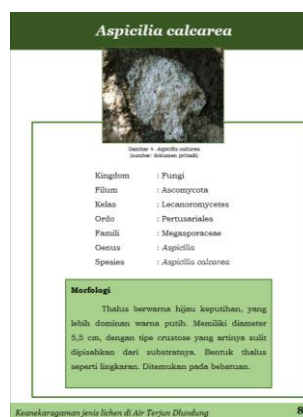 Aspicilia calcarea
Gambar 4. Aspicilia calcarea
(sumber: dokumen pribadi)
Kingdom : Fungi
Filum : Ascomycota
Kelas : Lecanoromycetes
Ordo : Pertusariales
Famili : Megasporaceae
Genus : Aspicilia
Spesies : Aspicilia calcarea
Morfologi
Thalus berwarna hijau keputihan, yang
lebih dominan warna putih. Memiliki diameter
5,5 cm, dengan tipe crustose yang artinya sulit
dipisahkan dari substratnya. Bentuk thalus
seperti lingkaran. Ditemukan pada bebatuan.
Keanekaragaman jenis lichen di Air Terjun Dlundung
8